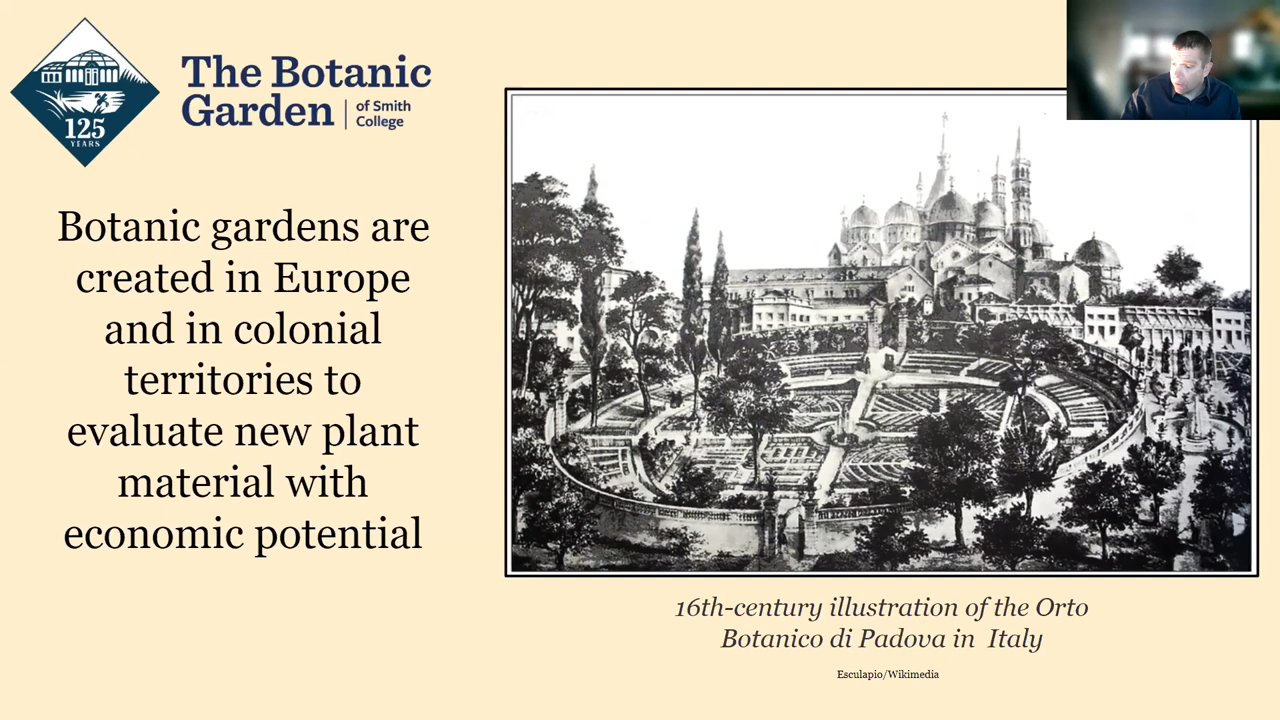 The Botanic
Garden | of Smith
College
125
YEARS
Botanic gardens are
created in Europe
and in colonial
territories to
evaluate new plant
material with
economic potential
16th-century illustration of the Orto
Botanico di Padova in Italy
Esculapio/Wikimedia